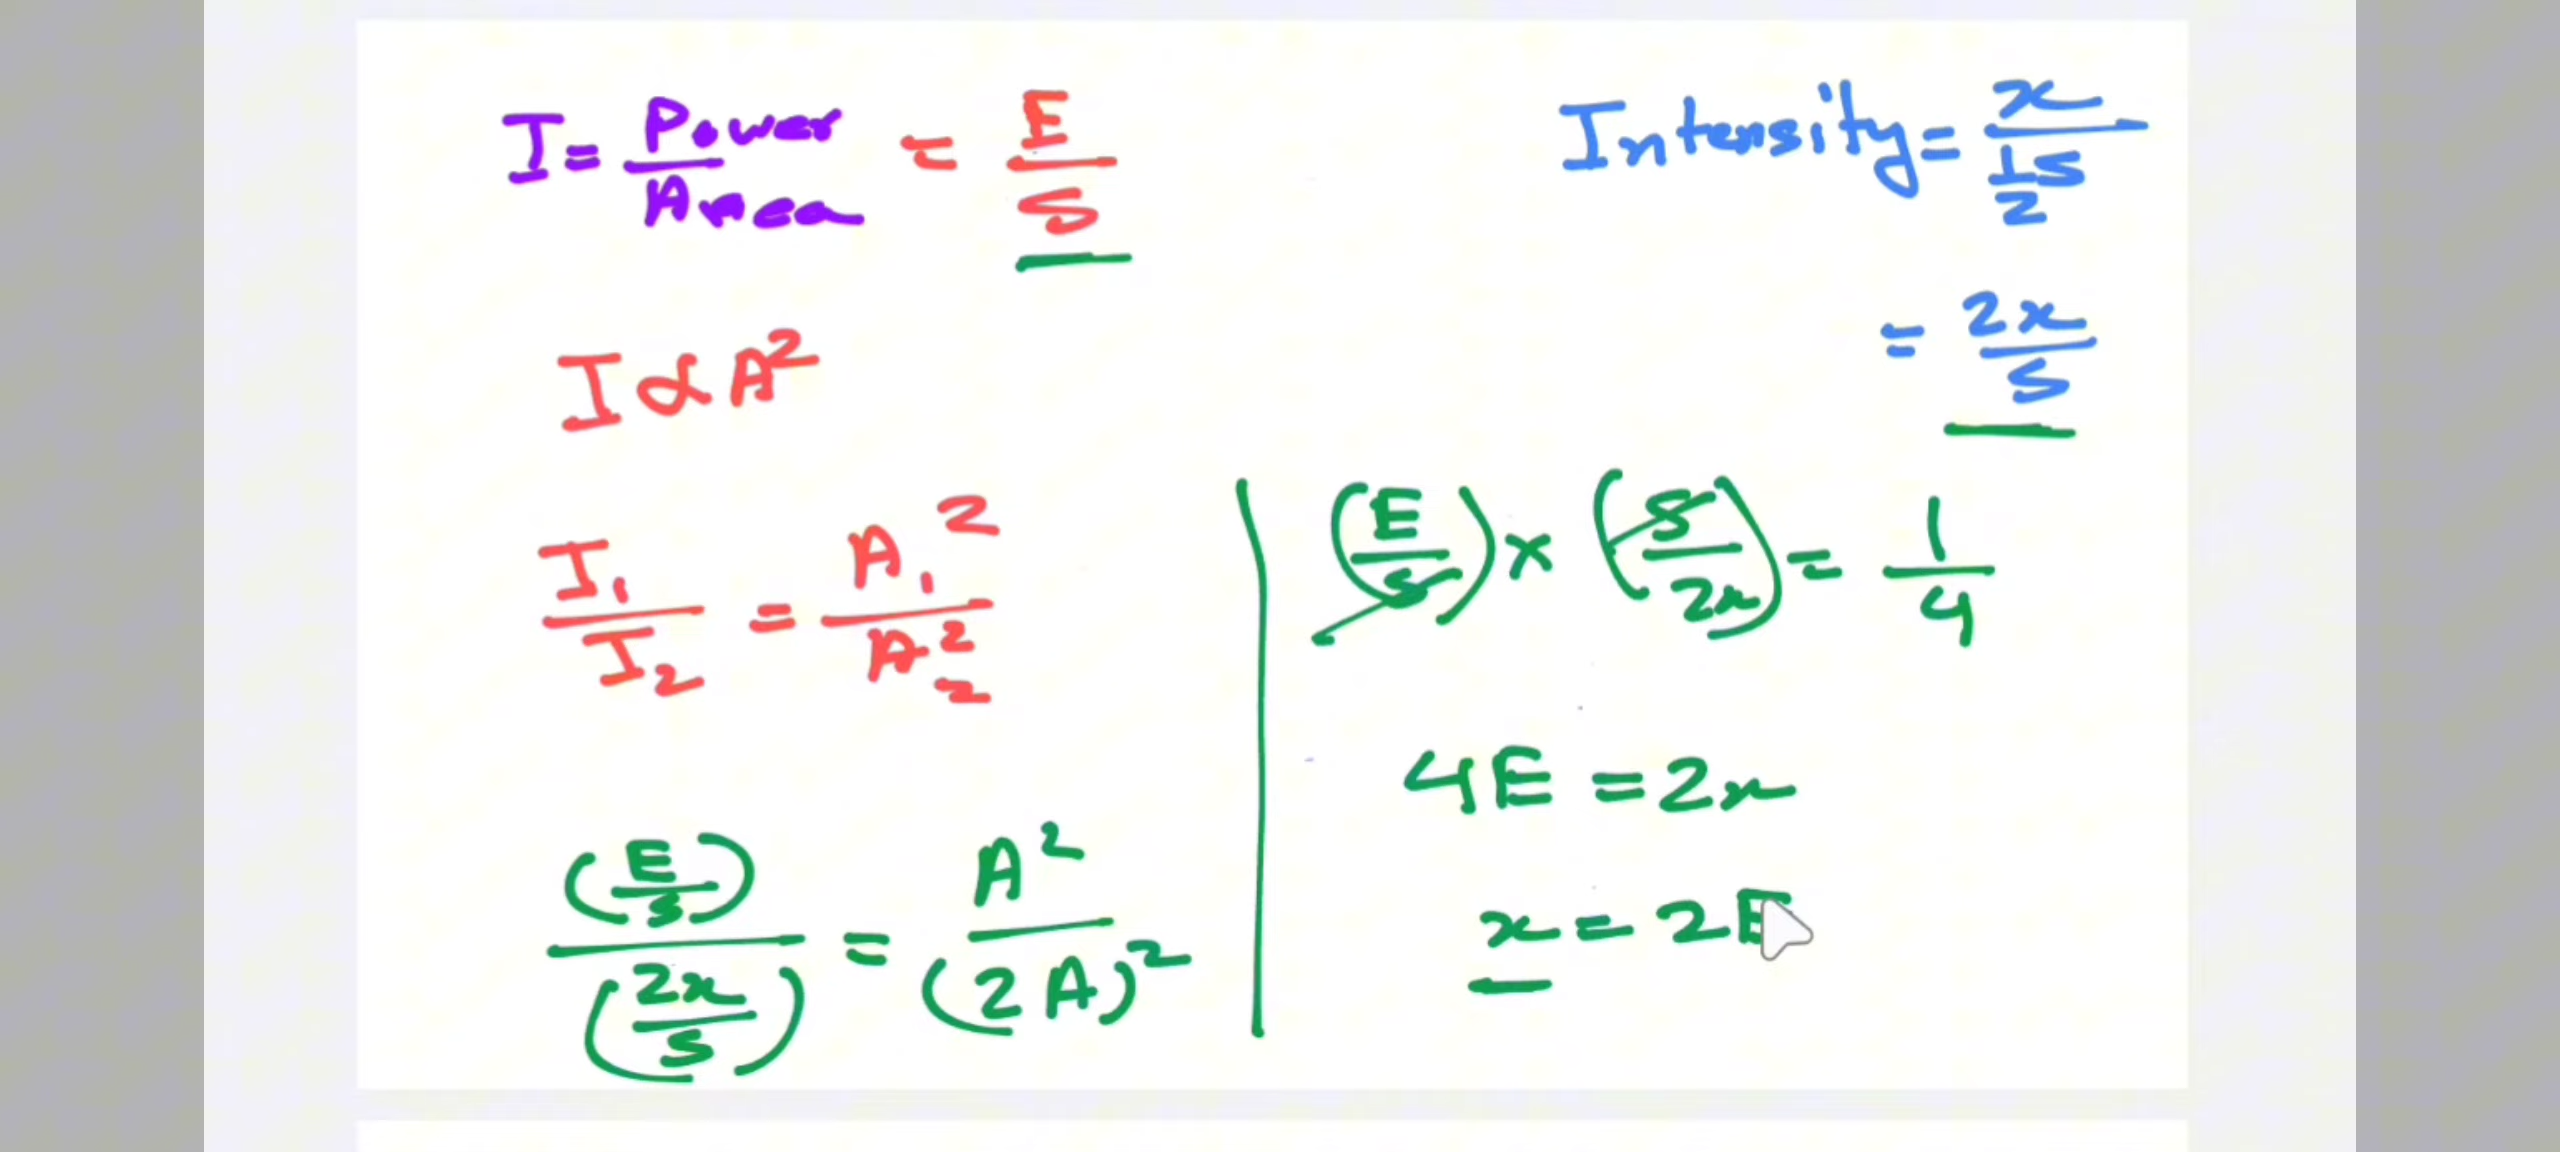 I = Power/Area = E/S
I ∝ A²
I₁/I₂ = A₁²/A₂²
(E/S)/(2x/S) = A²/(2A)²
Intensity = x/(1/2 S)
= 2x/S
(E/S) × (S/2x) = 1/4
4E = 2x
x = 2E